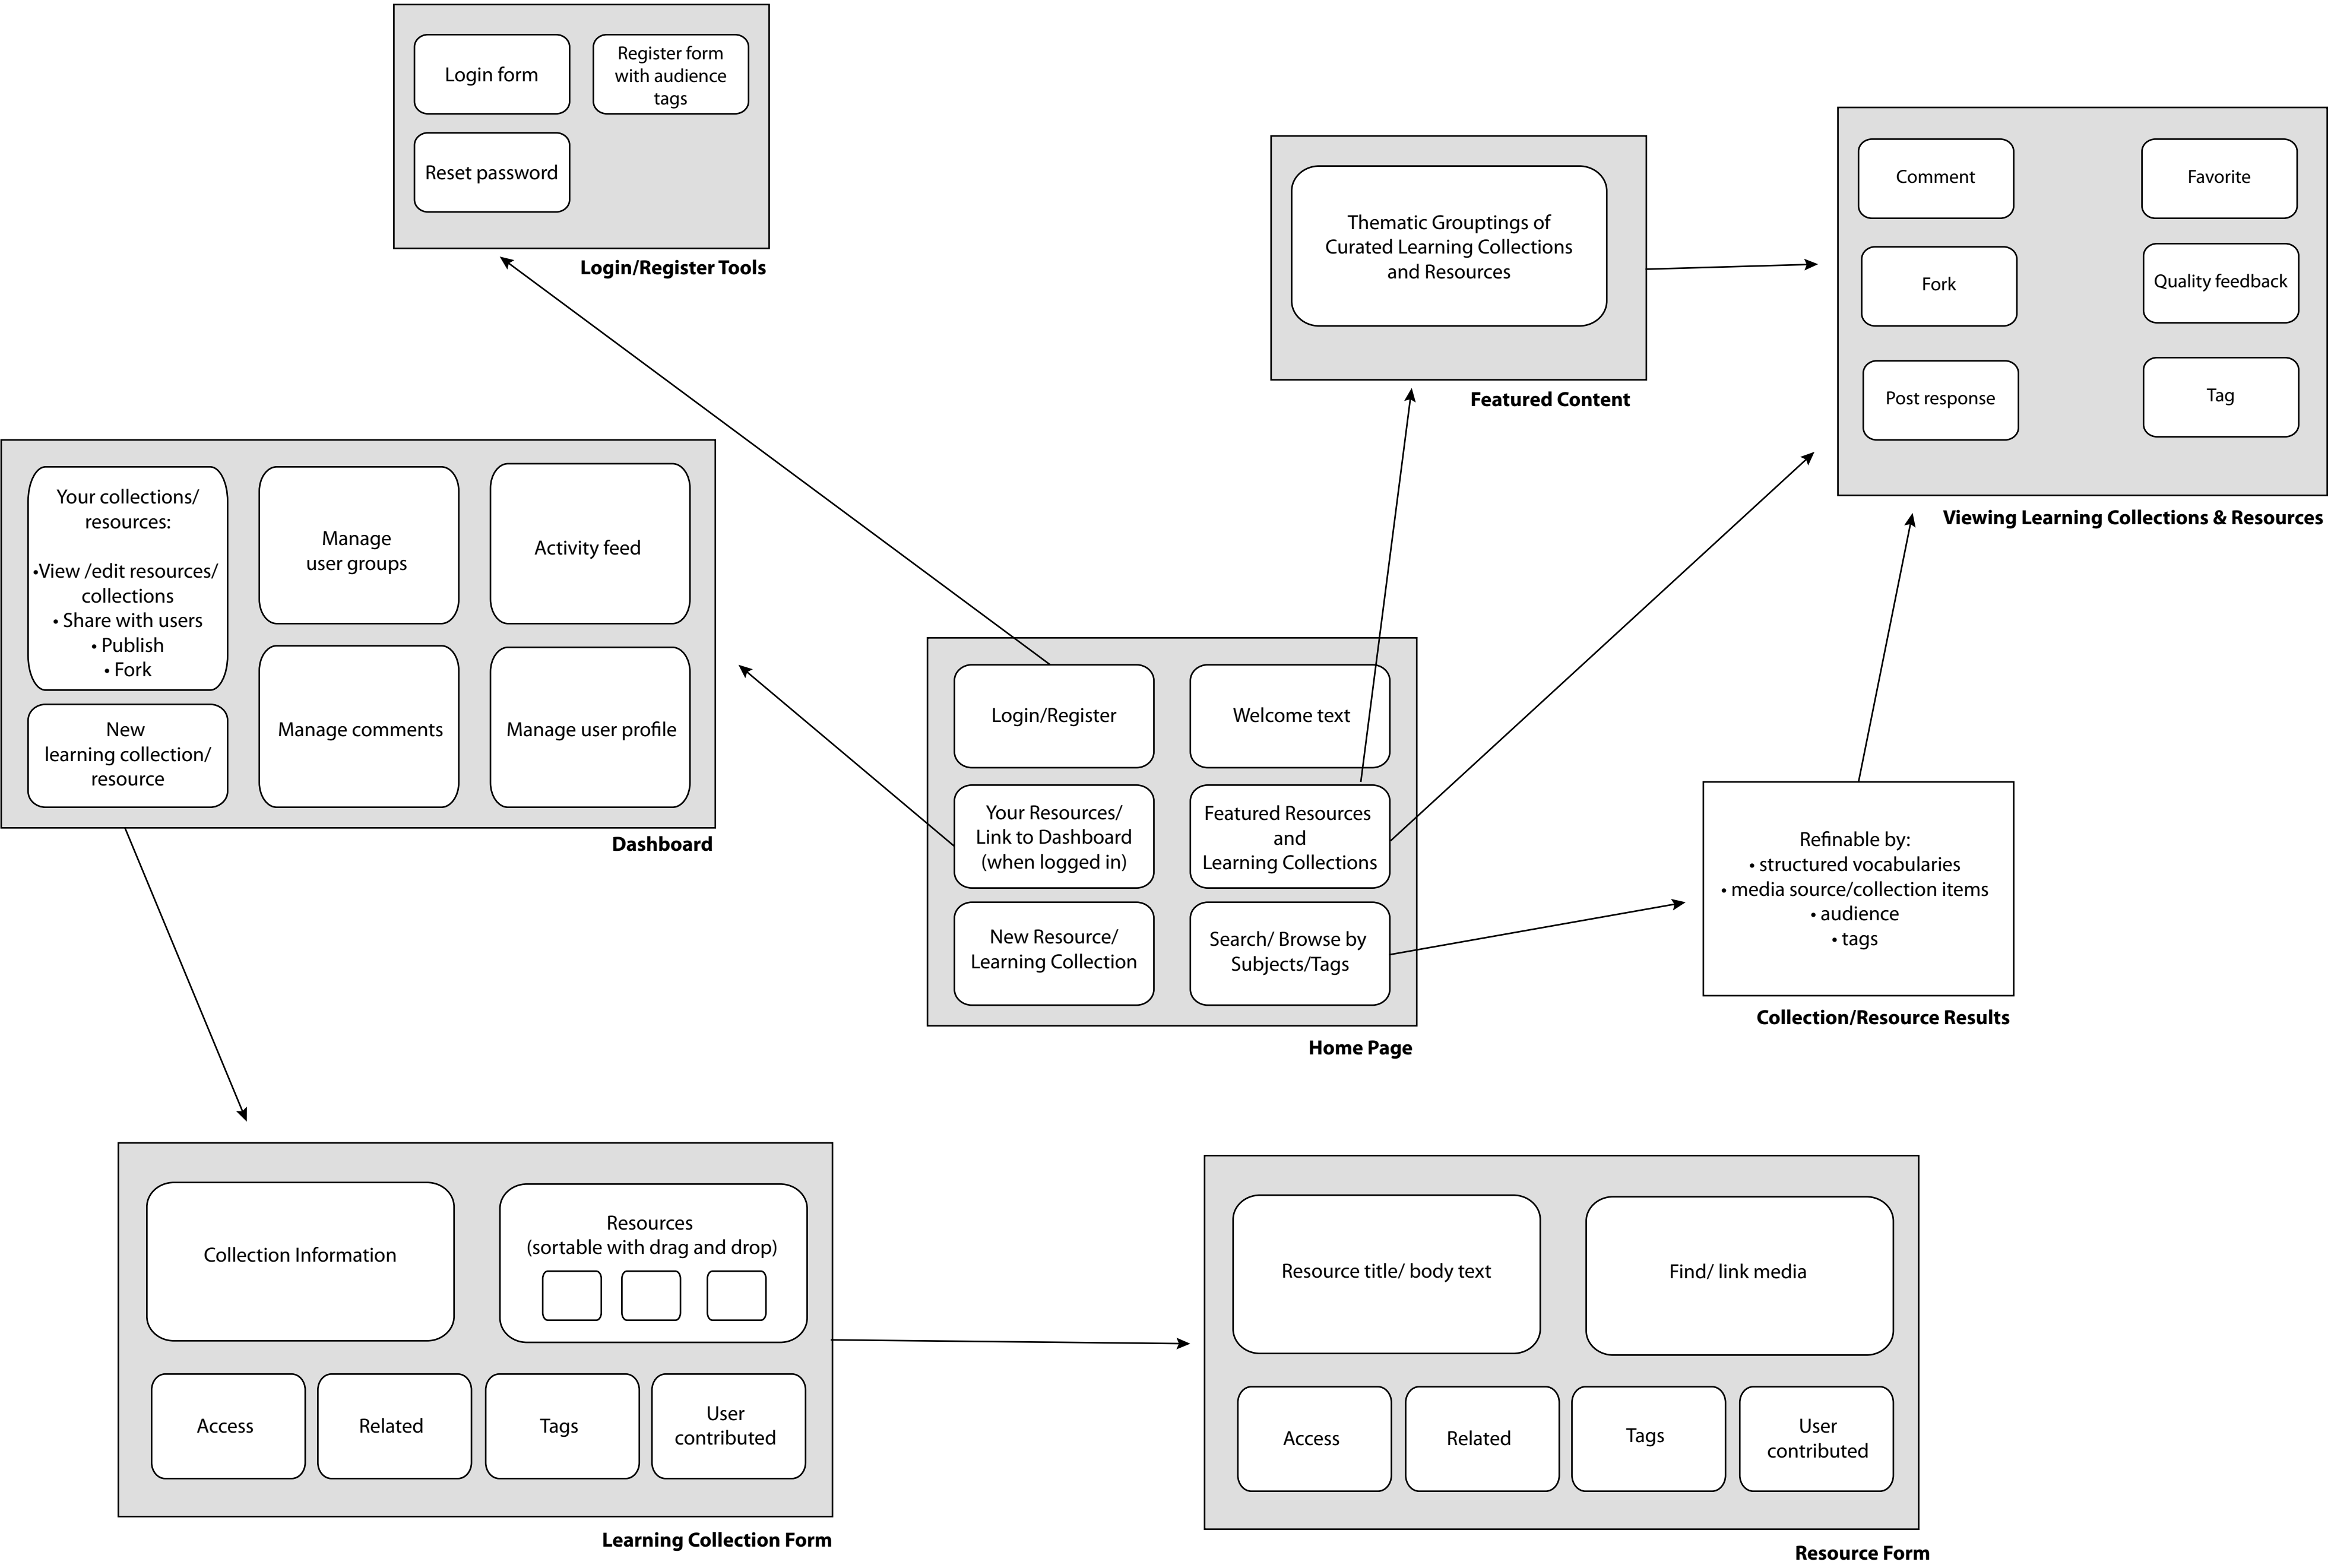 Login form
Register form
with audience
tags
Reset password
Login/Register Tools
Thematic Grouptings of
Curated Learning Collections
and Resources
Featured Content
Comment
Favorite
Fork
Quality feedback
Post response
Tag
Viewing Learning Collections & Resources
Your collections/
resources:
•View /edit resources/
collections
• Share with users
• Publish
• Fork
Manage
user groups
Activity feed
New
learning collection/
resource
Manage comments
Manage user profile
Dashboard
Login/Register
Welcome text
Your Resources/
Link to Dashboard
(when logged in)
Featured Resources
and
Learning Collections
New Resource/
Learning Collection
Search/ Browse by
Subjects/Tags
Home Page
Refinable by:
• structured vocabularies
• media source/collection items
• audience
• tags
Collection/Resource Results
Collection Information
Resources
(sortable with drag and drop)
Access
Related
Tags
User
contributed
Learning Collection Form
Resource title/ body text
Find/ link media
Access
Related
Tags
User
contributed
Resource Form